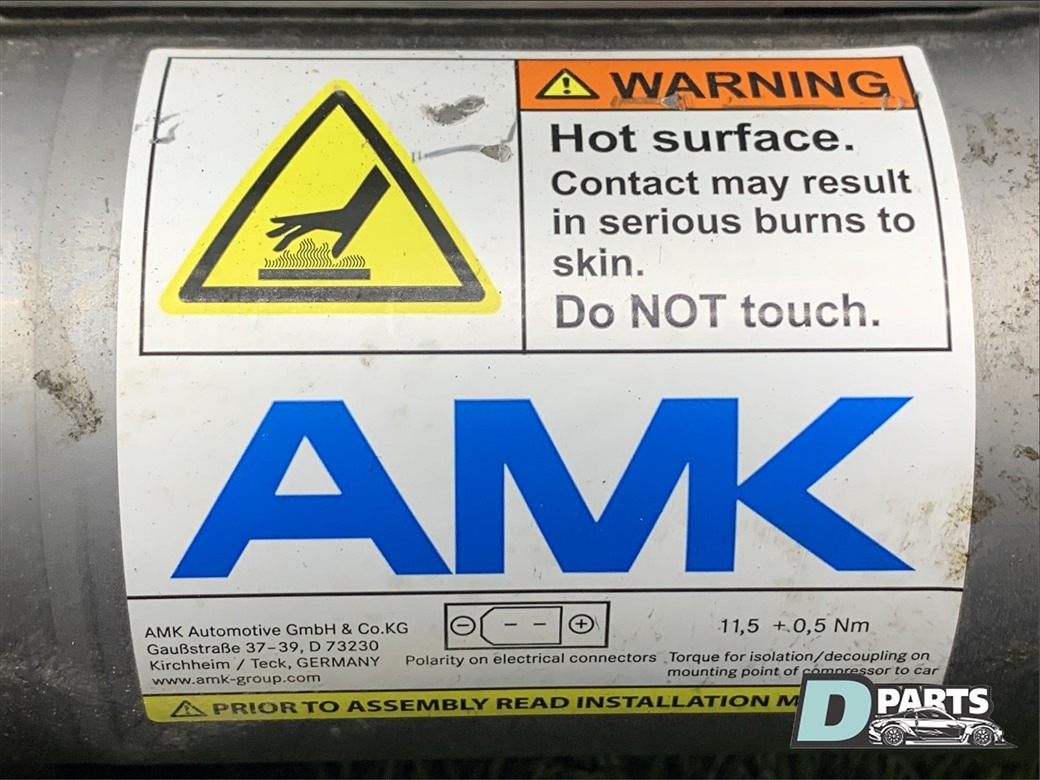 WARNING
Hot surface.
Contact may result
in serious burns to
skin.
Do NOT touch.
AMK
AMK Automotive GmbH & Co.KG
Gaußstraße 37-39, D 73230
Kirchheim / Teck, GERMANY
www.amk-group.com
Polarity on electrical connectors
11,5 + 0,5 Nm
Torque for isolation/decoupling on
mounting point of compressor to car
PRIOR TO ASSEMBLY READ INSTALLATION
D PARTS